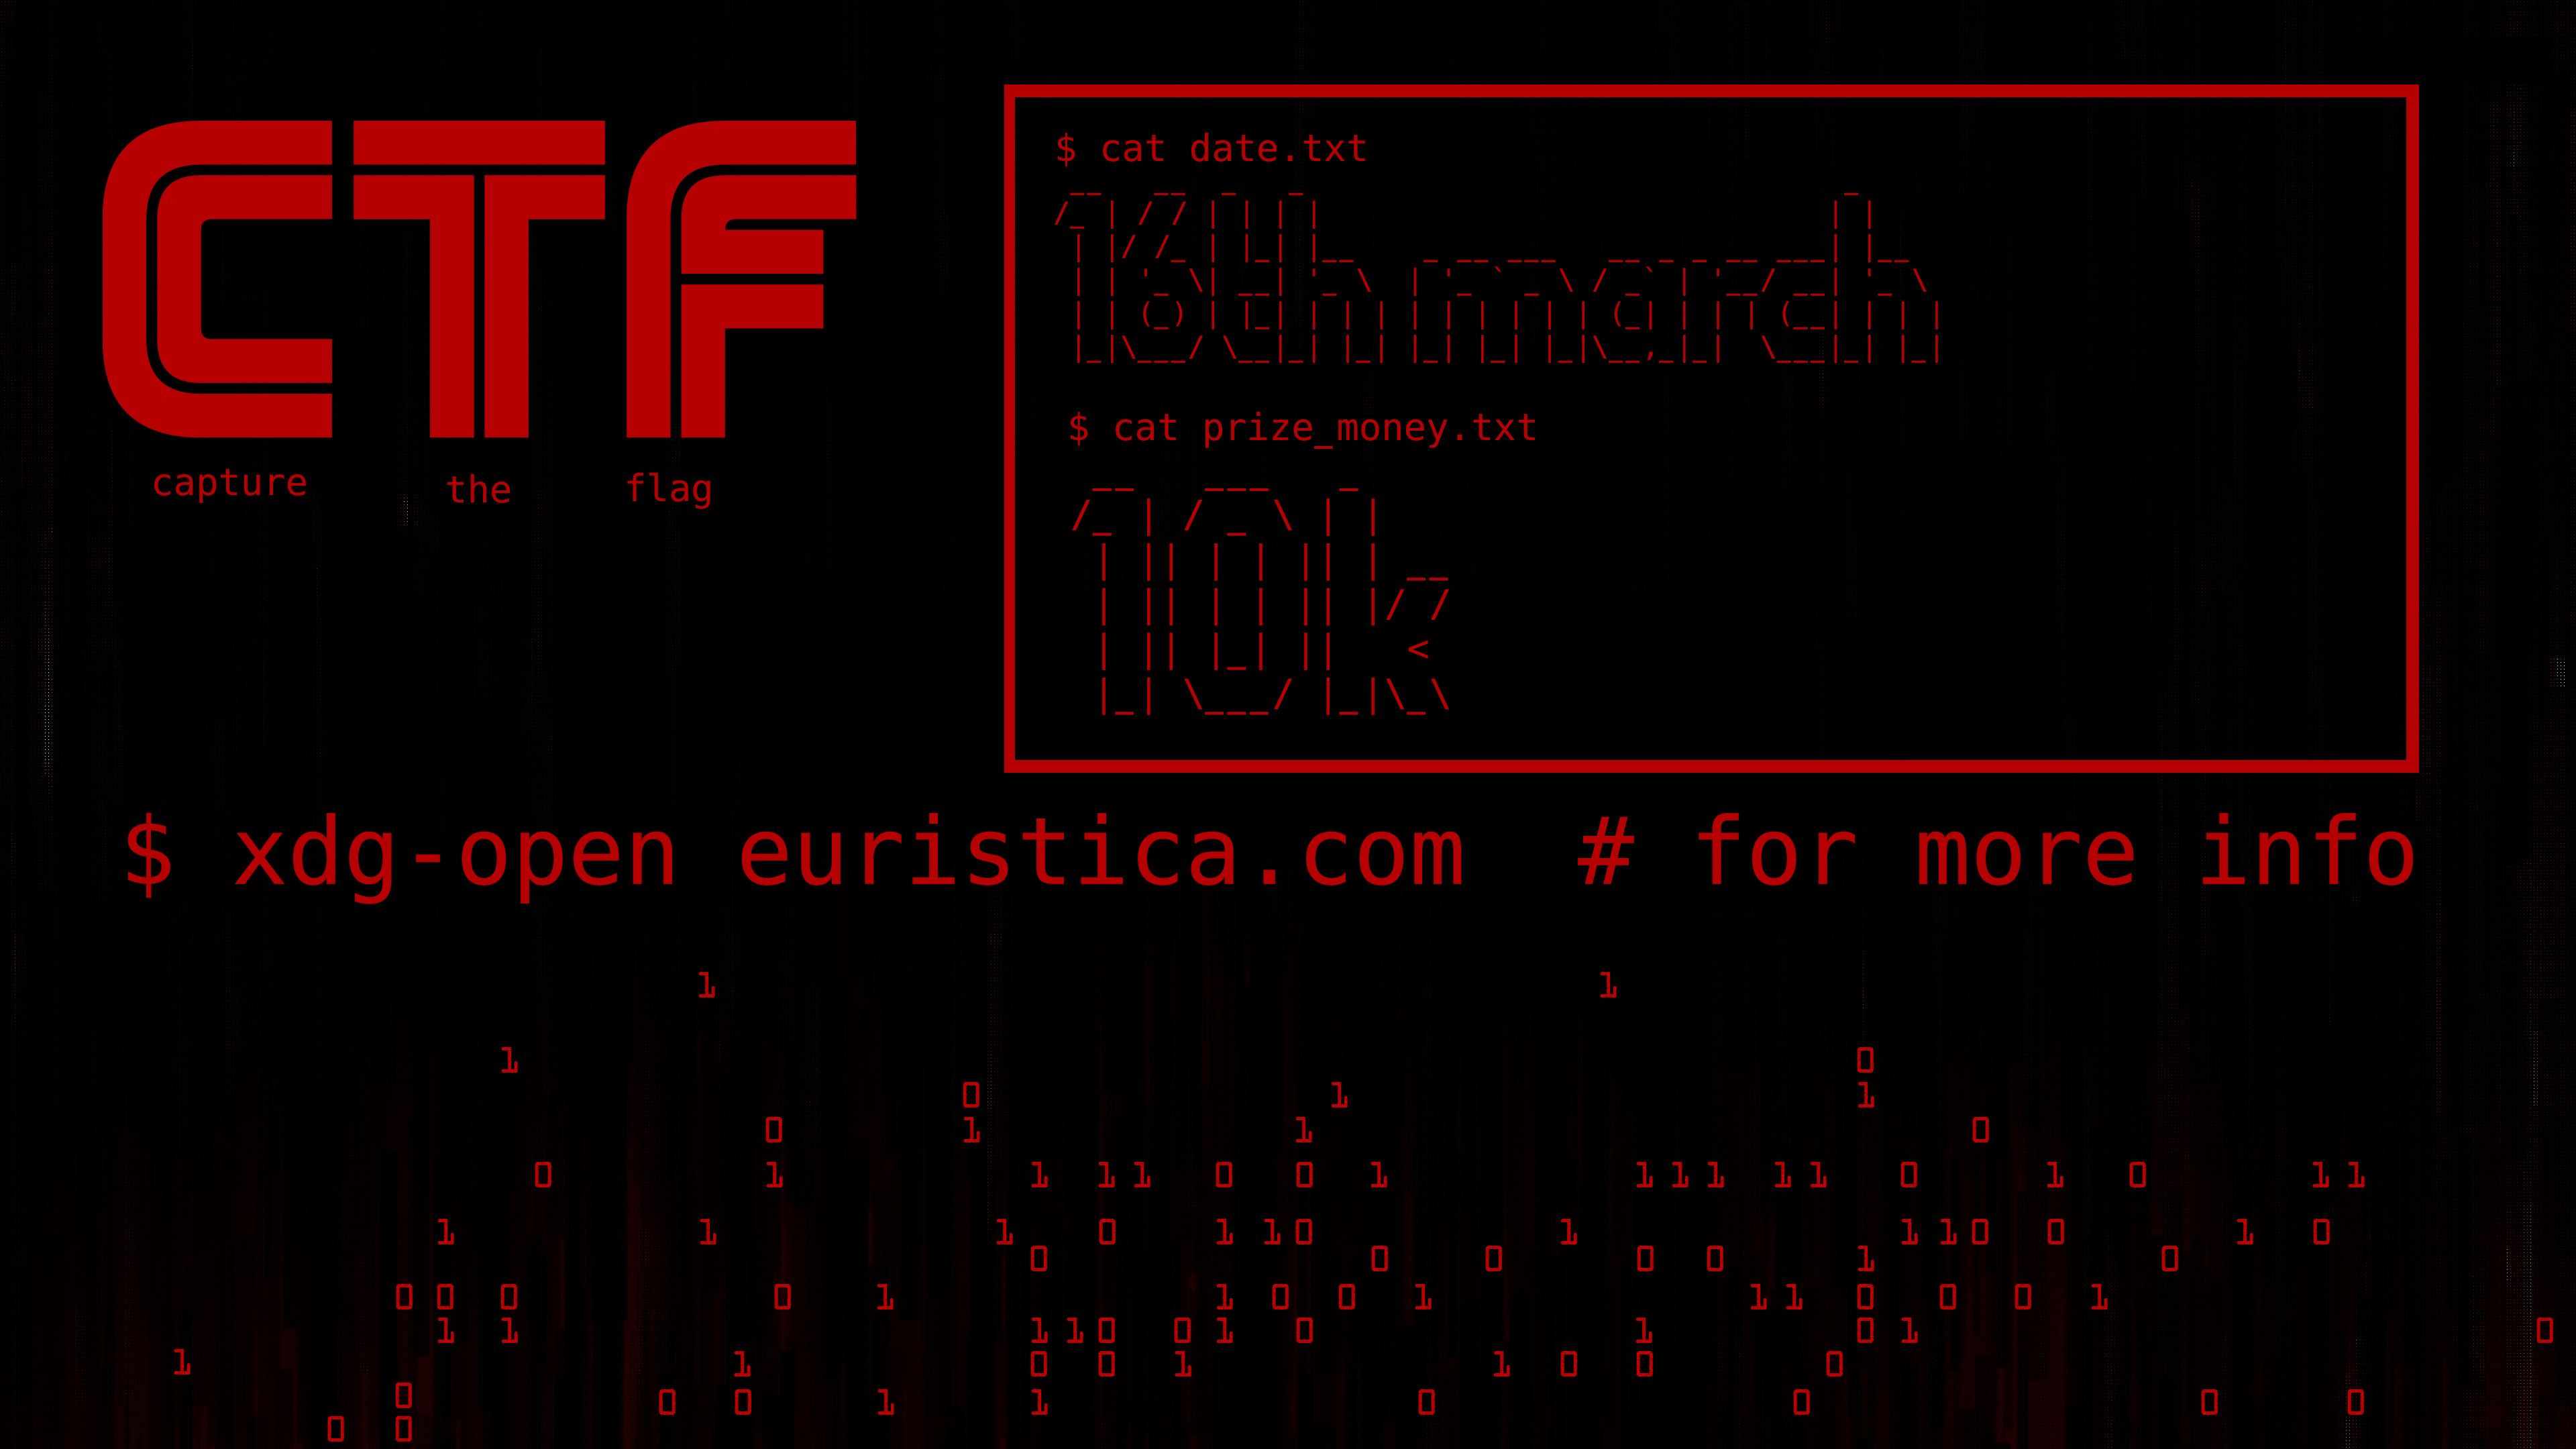 CTF
capture the flag
$ cat date.txt
16th march
$ cat prize_money.txt
10k
$ xdg-open euristica.com  # for more info
1 1
1 0
0 1 1
0 1 1 0
0 1 1 1 1 0 0 1 1 1 1 1 1 0 1 0 1 1
1 1 1 0 1 1 0 1 1 1 0 0 1 0
0 0 0 0 0 1 0
0 0 0 0 1 1 0 0 1 1 1 0 0 0 1
1 1 1 1 0 0 1 0 1 0 1 0
1 1 0 0 1 1 0 0 0
0
0 0 1 1 0 0 0 0
0 0